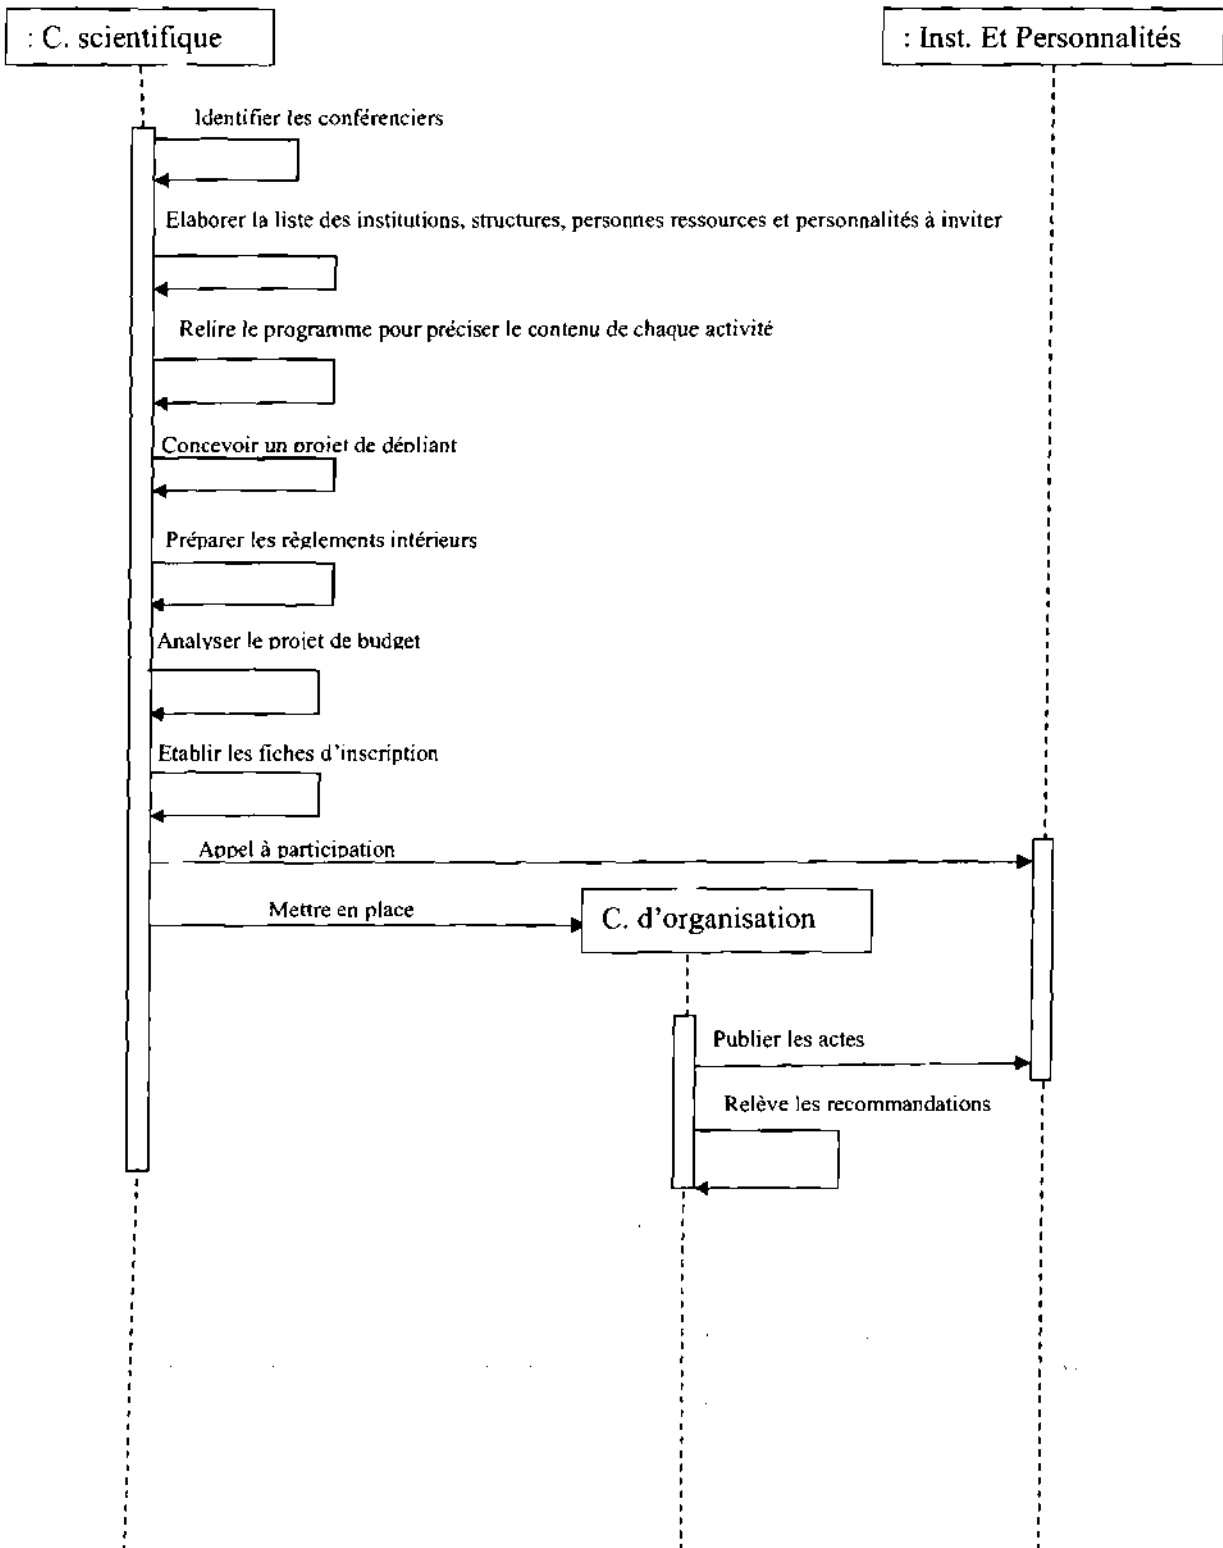 : C. scientifique
: Inst. Et Personnalités
Identifier les conférenciers
Elaborer la liste des institutions, structures, personnes ressources et personnalités à inviter
Relire le programme pour préciser le contenu de chaque activité
Concevoir un projet de dépliant
Préparer les règlements intérieurs
Analyser le projet de budget
Etablir les fiches d'inscription
Appel à participation
Mettre en place
C. d'organisation
Publier les actes
Relève les recommandations